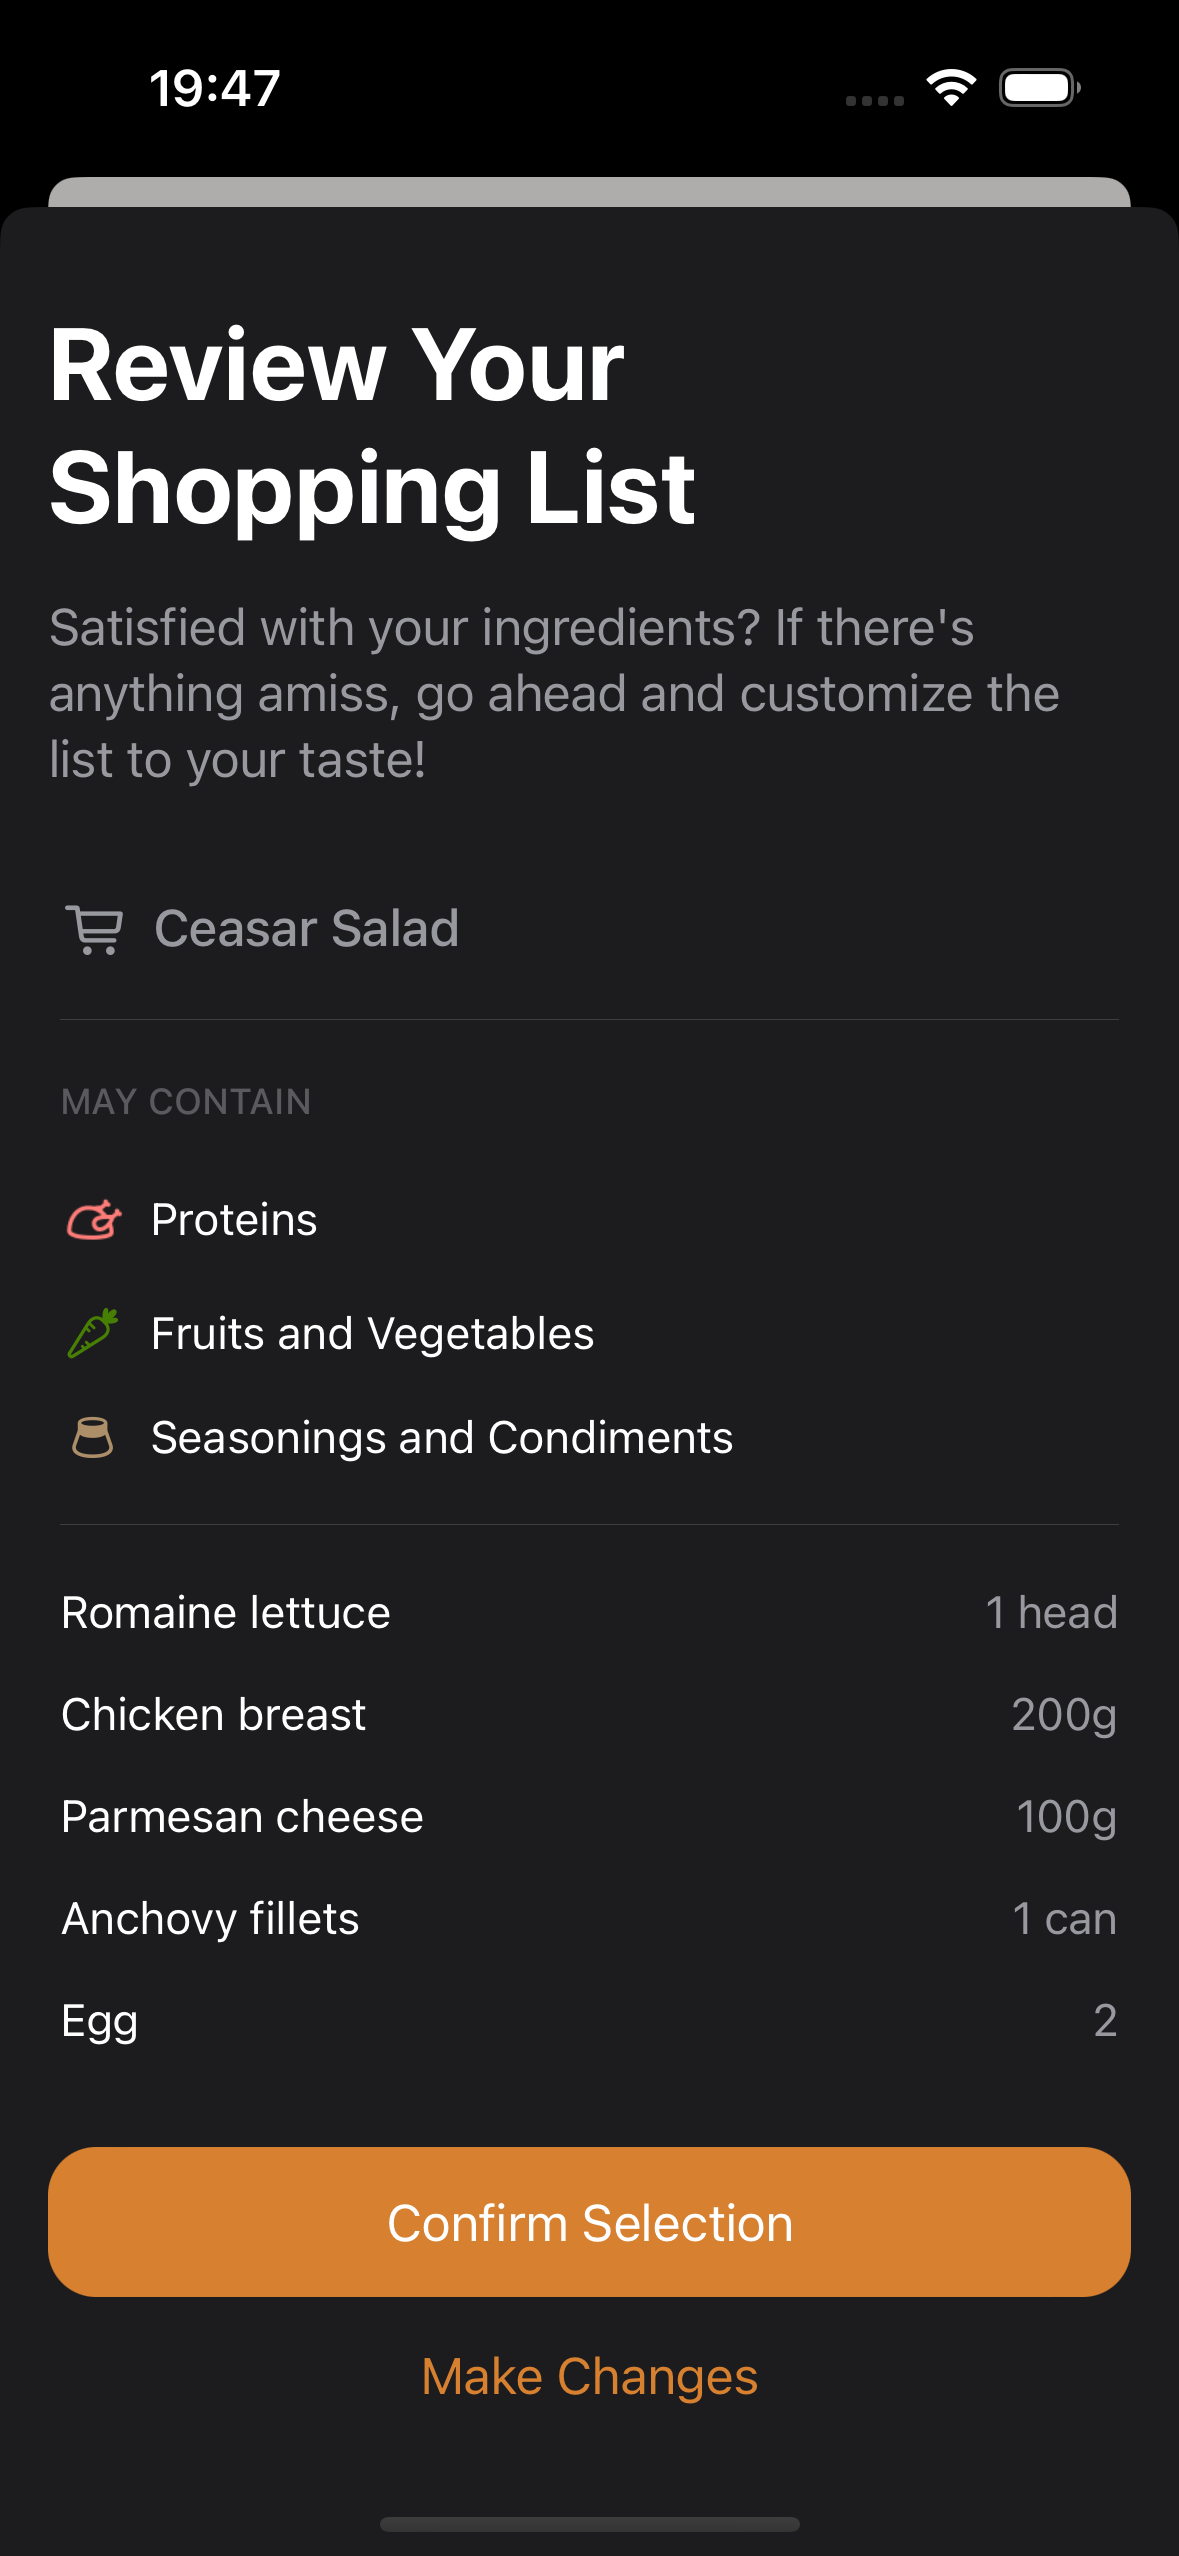 19:47
Review Your
Shopping List
Satisfied with your ingredients? If there's
anything amiss, go ahead and customize the
list to your taste!
Ceasar Salad
MAY CONTAIN
Proteins
Fruits and Vegetables
Seasonings and Condiments
Romaine lettuce 1 head
Chicken breast 200g
Parmesan cheese 100g
Anchovy fillets 1 can
Egg 2
Confirm Selection
Make Changes